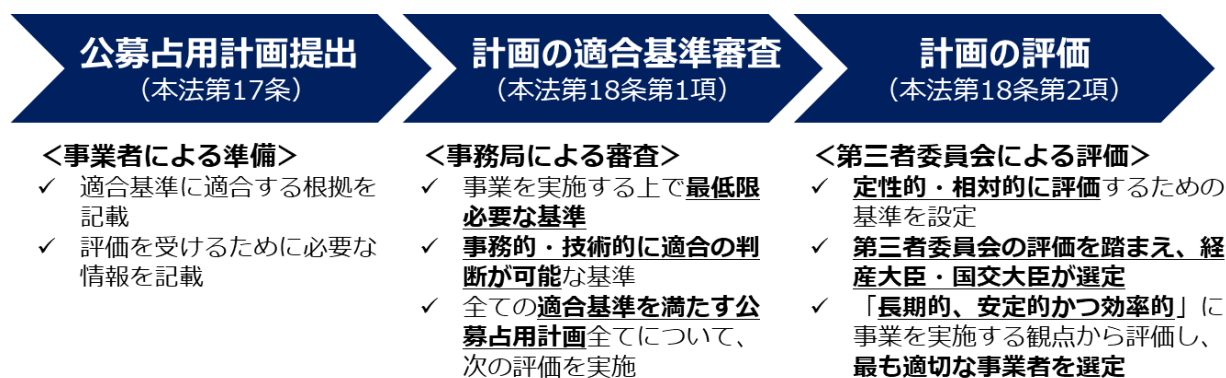 公募占用計画提出
（本法第17条）
＜事業者による準備＞
✓ 適合基準に適合する根拠を
記載
✓ 評価を受けるために必要な
情報を記載
計画の適合基準審査
（本法第18条第1項）
＜事務局による審査＞
✓ 事業を実施する上で最低限
必要な基準
✓ 事務的・技術的に適合の判
断が可能な基準
✓ 全ての適合基準を満たす公
募占用計画全てについて、
次の評価を実施
計画の評価
（本法第18条第2項）
＜第三者委員会による評価＞
✓ 定性的・相対的に評価するための
基準を設定
✓ 第三者委員会の評価を踏まえ、経
産大臣・国交大臣が選定
✓ 「長期的、安定的かつ効率的」に
事業を実施する観点から評価し、
最も適切な事業者を選定